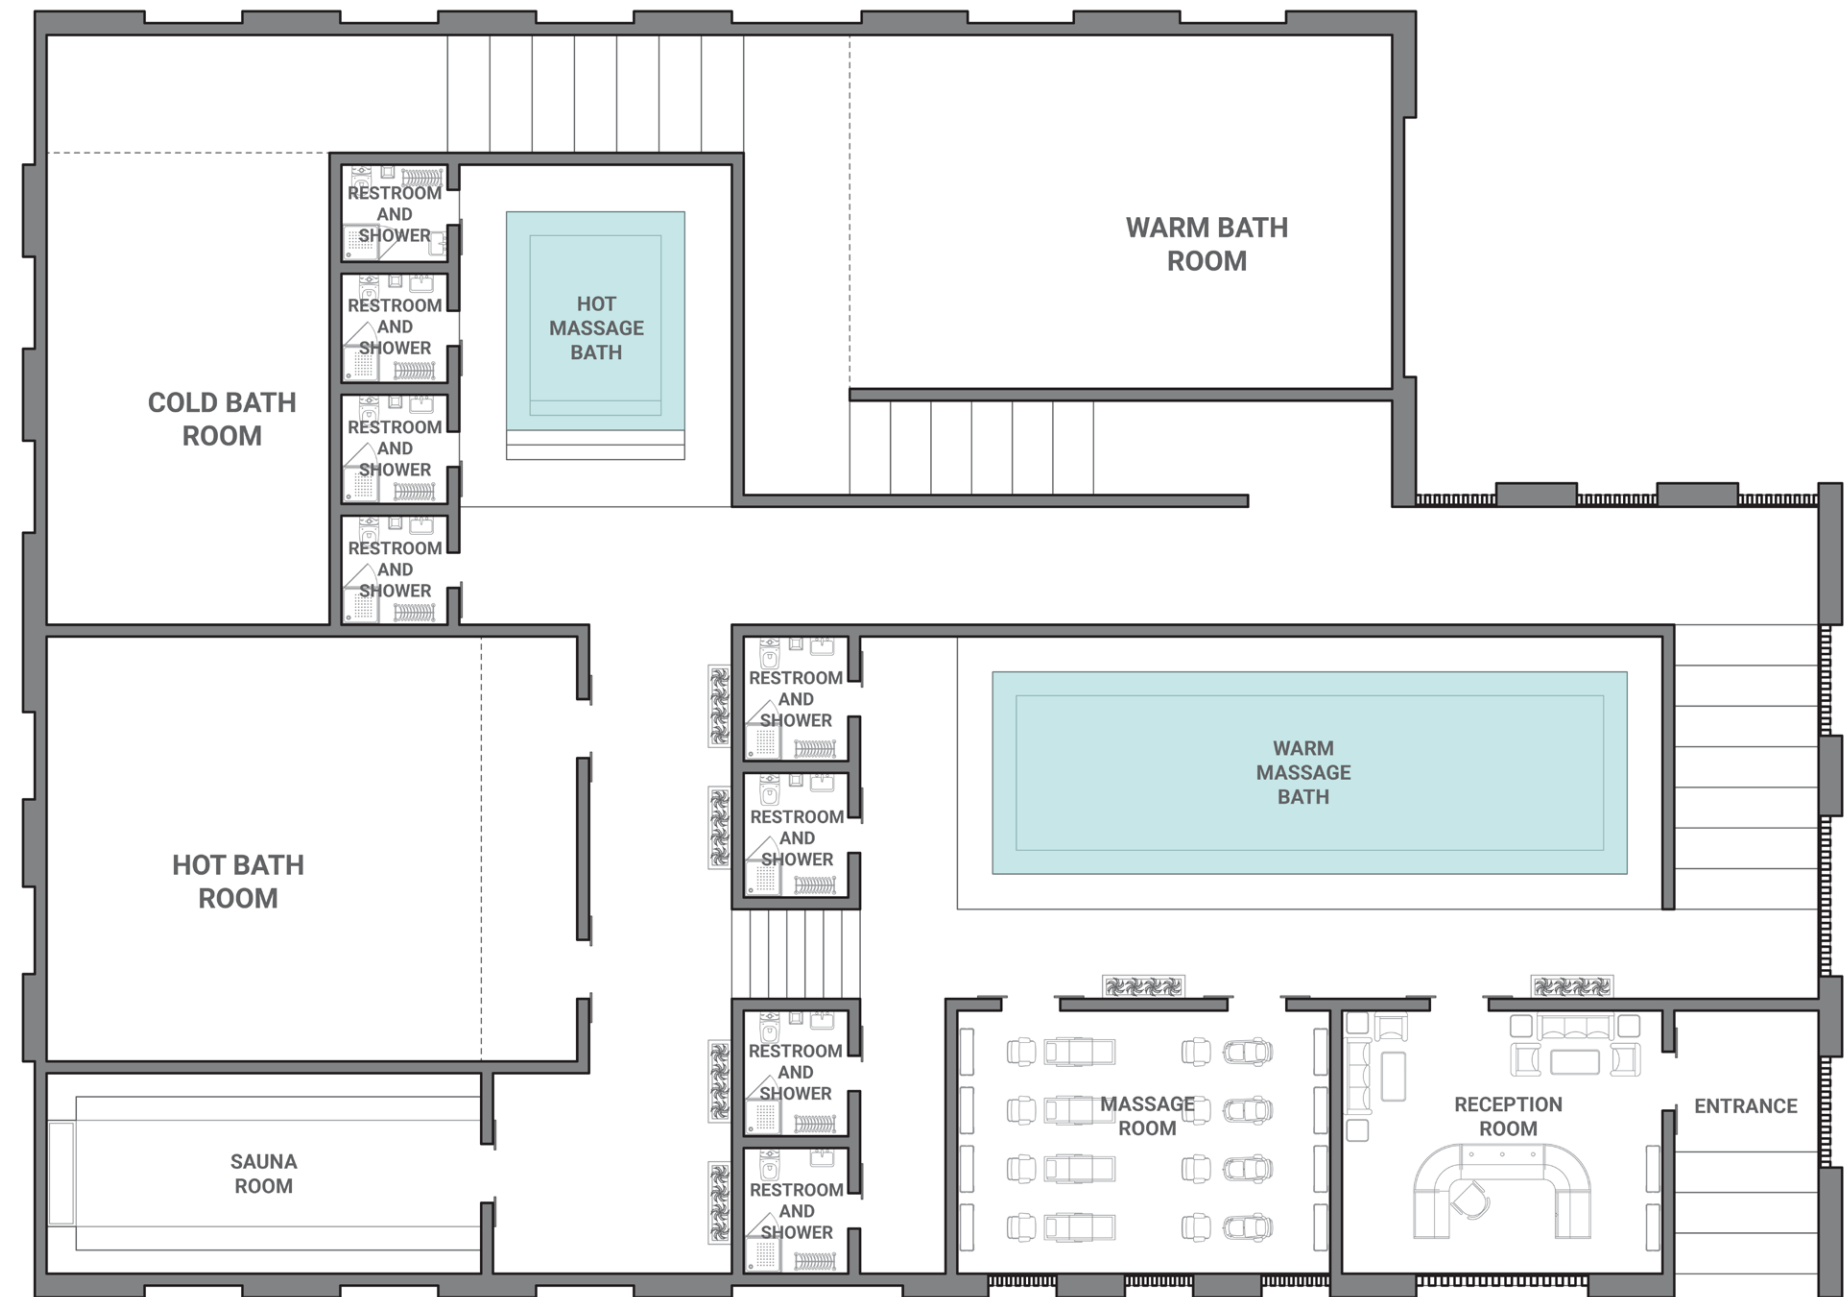 RESTROOM
AND
SHOWER
WARM BATH
ROOM
HOT
MASSAGE
BATH
RESTROOM
AND
SHOWER
COLD BATH
ROOM
RESTROOM
AND
SHOWER
RESTROOM
AND
SHOWER
RESTROOM
AND
SHOWER
WARM
MASSAGE
BATH
RESTROOM
AND
SHOWER
HOT BATH
ROOM
RESTROOM
AND
SHOWER
MASSAGE
ROOM
RECEPTION
ROOM
ENTRANCE
SAUNA
ROOM
RESTROOM
AND
SHOWER